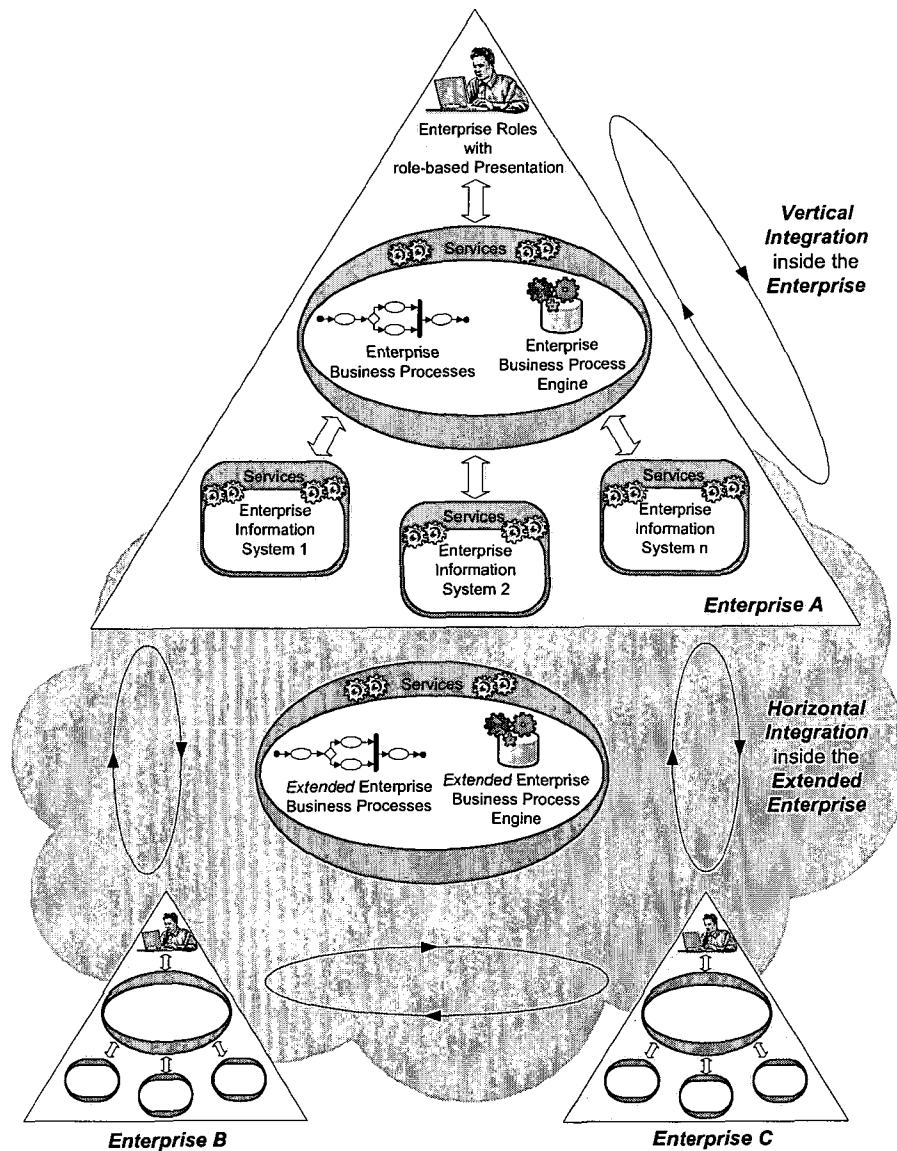 Enterprise Roles
with
role-based Presentation
Vertical
Integration
inside the
Enterprise
Services
Enterprise
Business Processes
Enterprise
Business Process
Engine
Services
Enterprise
Information
System 1
Services
Enterprise
Information
System 2
Services
Enterprise
Information
System n
Enterprise A
Services
Extended Enterprise
Business Processes
Extended Enterprise
Business Process
Engine
Horizontal
Integration
inside the
Extended
Enterprise
Enterprise B
Enterprise C